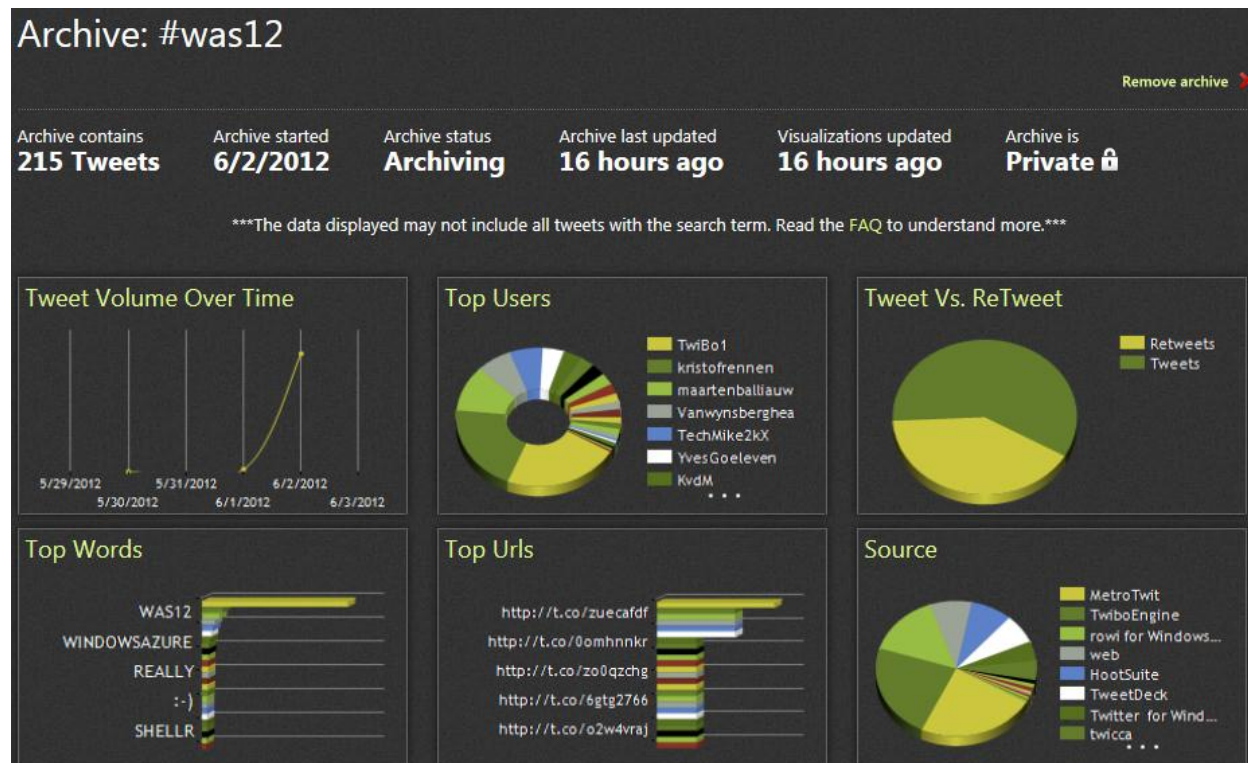 Archive: #was12
Remove archive
Archive contains
215 Tweets
Archive started
6/2/2012
Archive status
Archiving
Archive last updated
16 hours ago
Visualizations updated
16 hours ago
Archive is
Private
***The data displayed may not include all tweets with the search term. Read the FAQ to understand more.***
Tweet Volume Over Time
5/29/2012
5/30/2012
5/31/2012
6/1/2012
6/2/2012
6/3/2012
Top Users
TwiBo1
kristofrennen
maartenballiauw
Vanwynsberghea
TechMike2kX
YvesGoeleven
KvdM
...
Tweet Vs. ReTweet
Retweets
Tweets
Top Words
WAS12
WINDOWSAZURE
REALLY
:-)
SHELLR
Top Urls
http://t.co/zuecafdf
http://t.co/0omhnnkr
http://t.co/zo0qzchg
http://t.co/6gtg2766
http://t.co/o2w4vraj
Source
MetroTwit
TwiboEngine
rowi for Windows...
web
HootSuite
TweetDeck
Twitter for Wind...
twicca
...